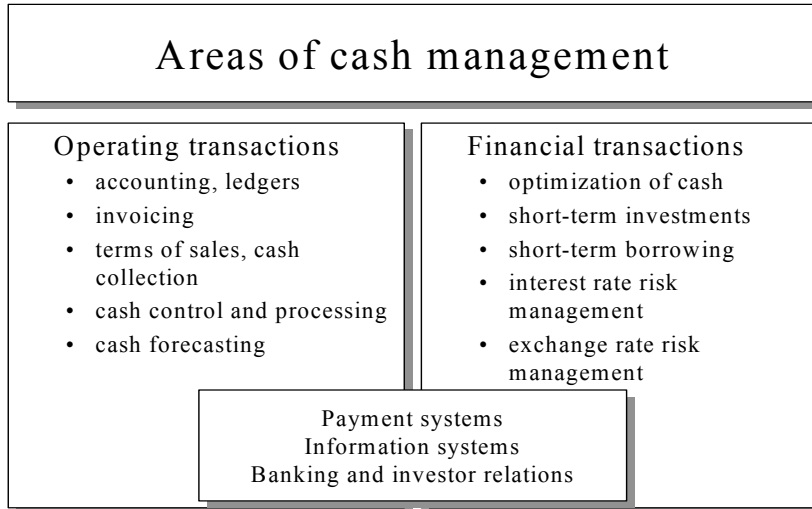 Areas of cash management
Operating transactions
• accounting, ledgers
• invoicing
• terms of sales, cash
collection
• cash control and processing
• cash forecasting
Financial transactions
• optimization of cash
• short-term investments
• short-term borrowing
• interest rate risk
management
• exchange rate risk
management
Payment systems
Information systems
Banking and investor relations